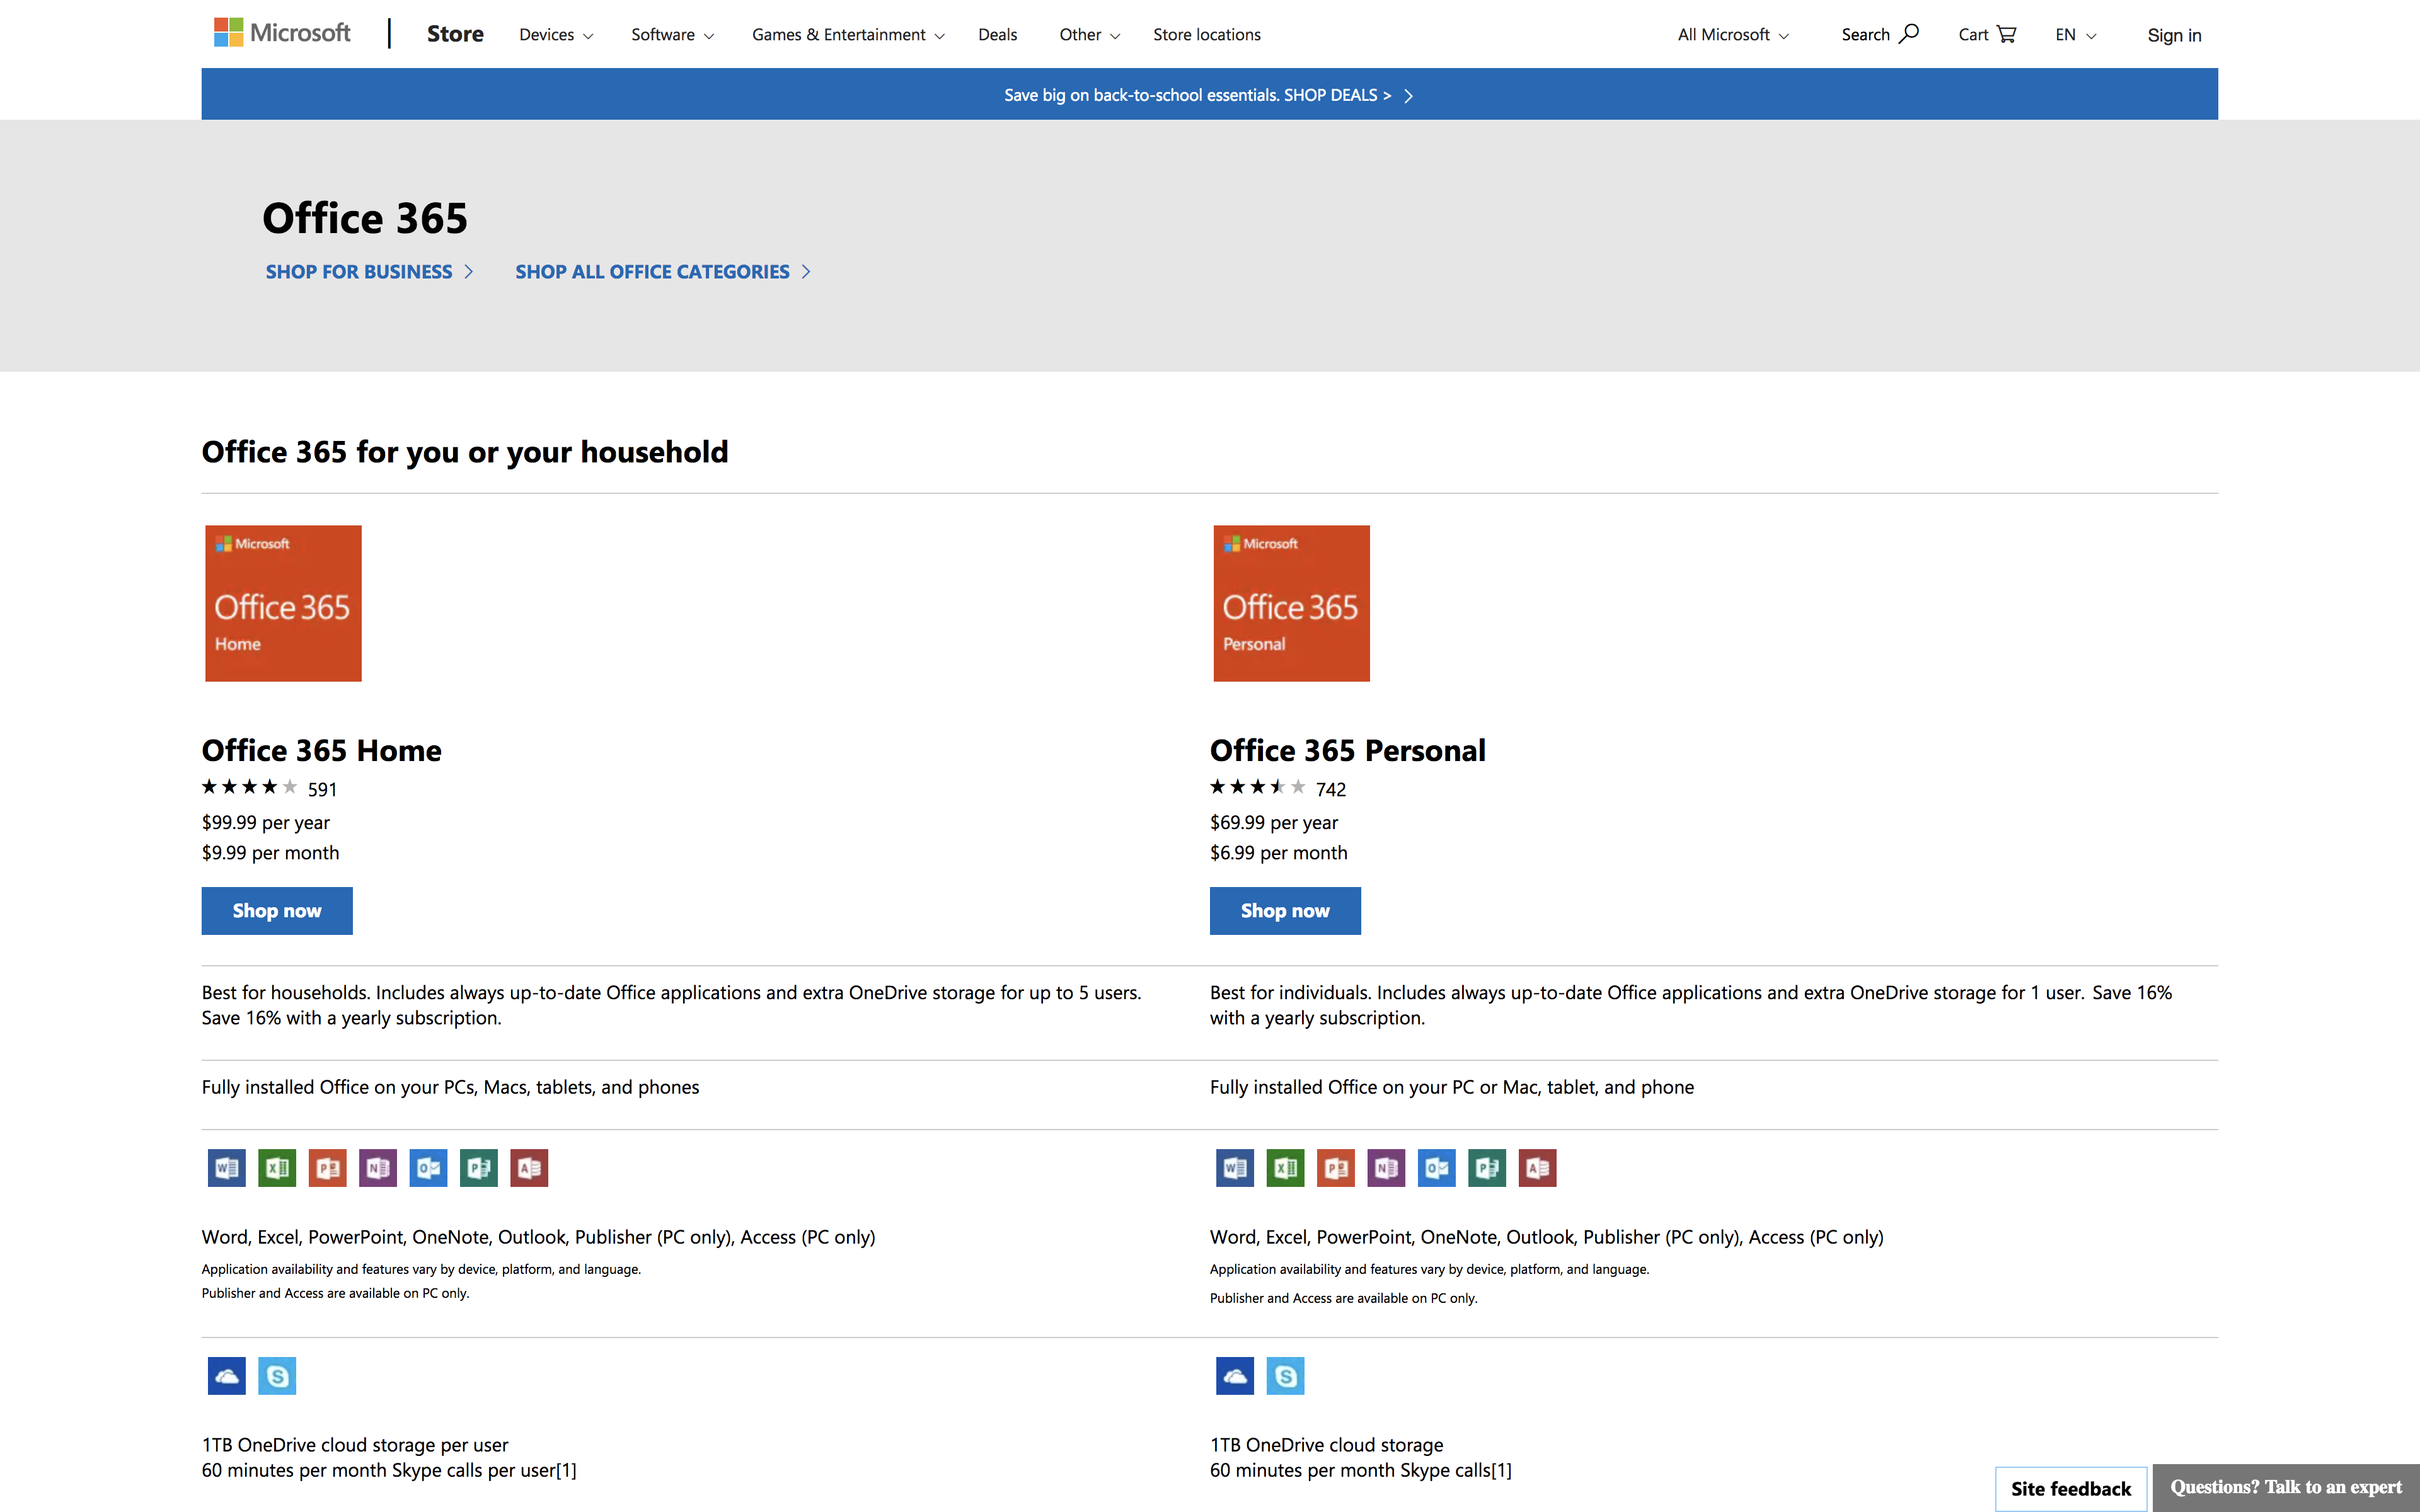 Microsoft
Store
Devices
Software
Games & Entertainment
Deals
Other
Store locations
All Microsoft
Search
Cart
EN
Sign in
Save big on back-to-school essentials. SHOP DEALS >
Office 365
SHOP FOR BUSINESS
SHOP ALL OFFICE CATEGORIES
Office 365 for you or your household
Microsoft
Office 365
Home
Microsoft
Office 365
Personal
Office 365 Home
591
$99.99 per year
$9.99 per month
Shop now
Office 365 Personal
742
$69.99 per year
$6.99 per month
Shop now
Best for households. Includes always up-to-date Office applications and extra OneDrive storage for up to 5 users.
Save 16% with a yearly subscription.
Best for individuals. Includes always up-to-date Office applications and extra OneDrive storage for 1 user. Save 16%
with a yearly subscription.
Fully installed Office on your PCs, Macs, tablets, and phones
Fully installed Office on your PC or Mac, tablet, and phone
Word, Excel, PowerPoint, OneNote, Outlook, Publisher (PC only), Access (PC only)
Application availability and features vary by device, platform, and language.
Publisher and Access are available on PC only.
Word, Excel, PowerPoint, OneNote, Outlook, Publisher (PC only), Access (PC only)
Application availability and features vary by device, platform, and language.
Publisher and Access are available on PC only.
1TB OneDrive cloud storage per user
60 minutes per month Skype calls per user[1]
1TB OneDrive cloud storage
60 minutes per month Skype calls[1]
Site feedback
Questions? Talk to an expert